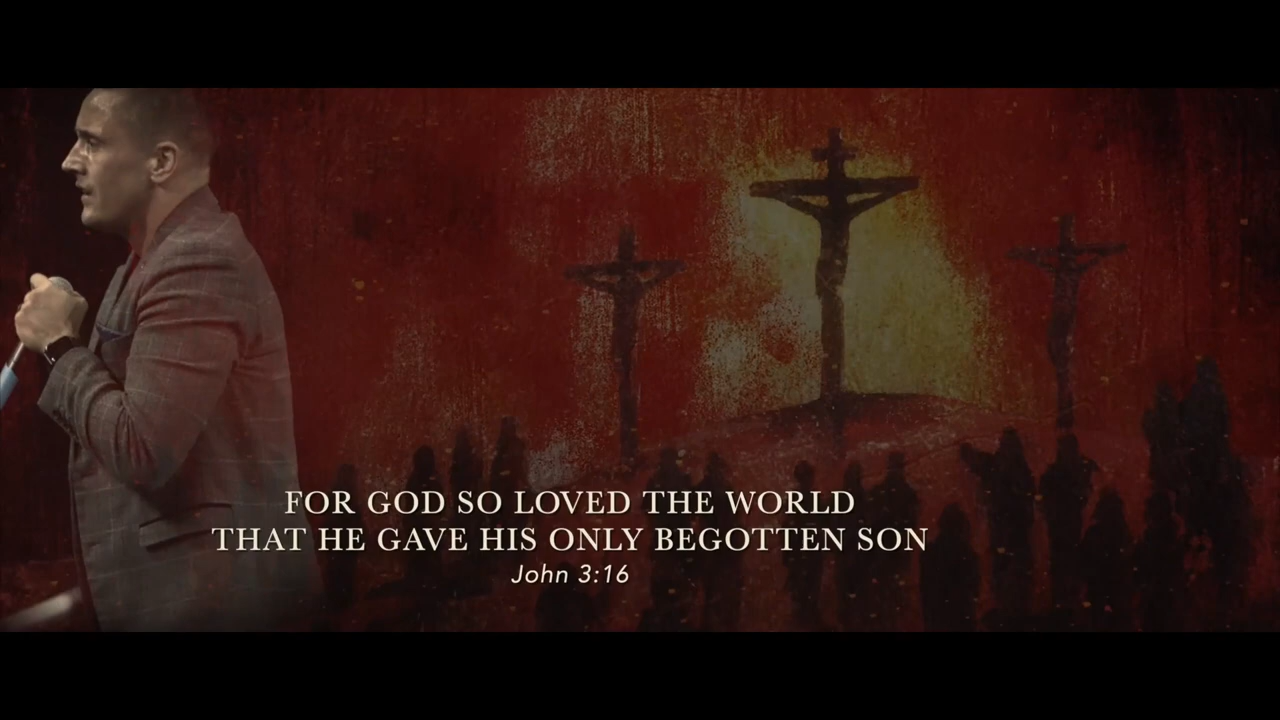 FOR GOD SO LOVED THE WORLD
THAT HE GAVE HIS ONLY BEGOTTEN SON
John 3:16